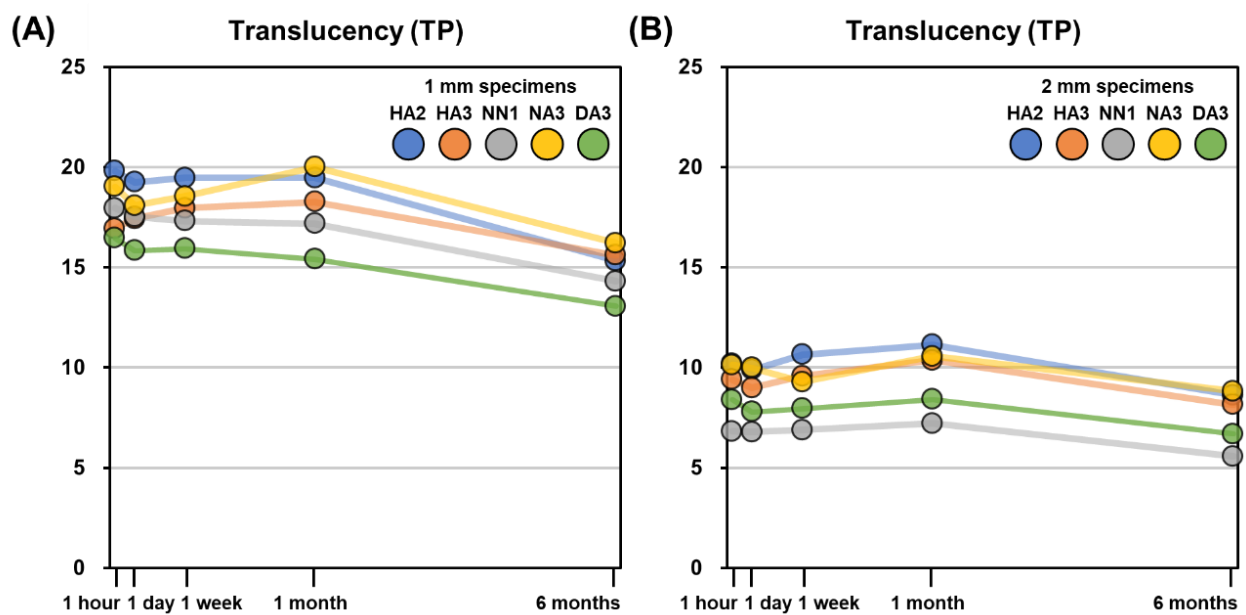 (A) Translucency (TP)
25
20
15
10
5
0
1 mm specimens
HA2 HA3 NN1 NA3 DA3
1 hour 1 day 1 week 1 month 6 months
(B) Translucency (TP)
25
20
15
10
5
0
2 mm specimens
HA2 HA3 NN1 NA3 DA3
1 hour 1 day 1 week 1 month 6 months